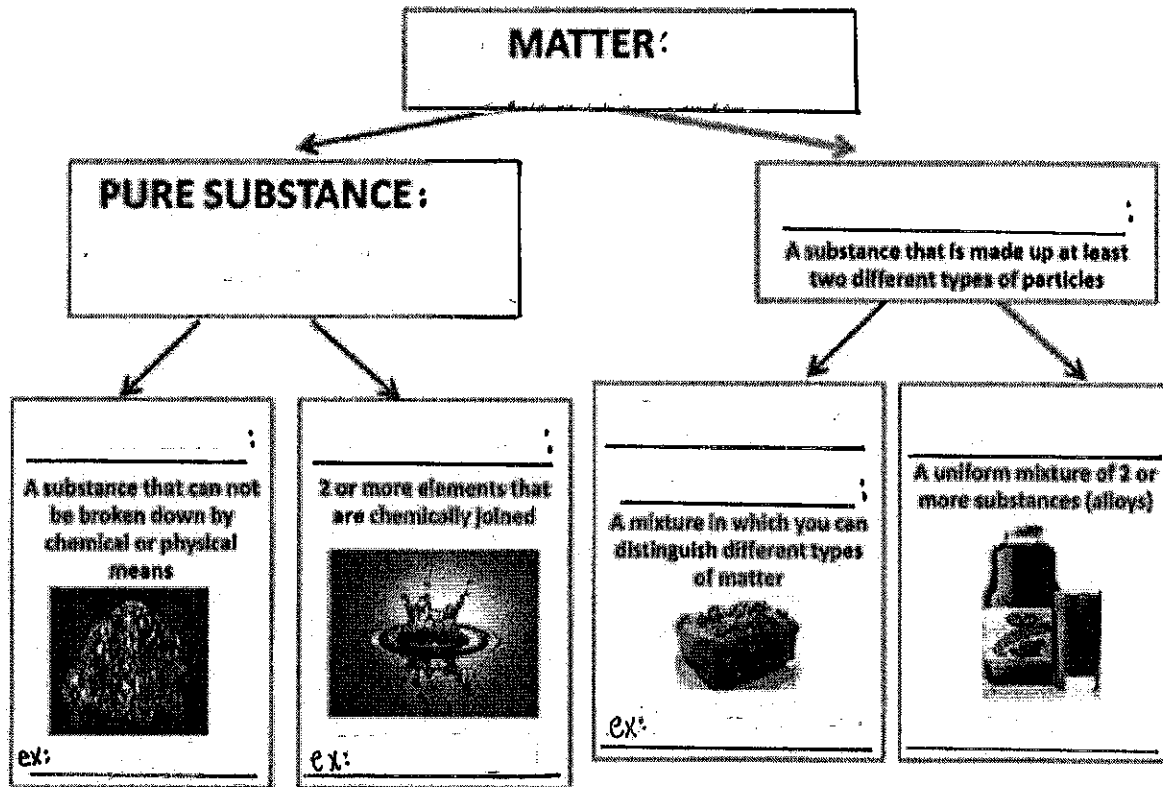 MATTER:
PURE SUBSTANCE:
:
A substance that is made up at least
two different types of particles
:
A substance that can not
be broken down by
chemical or physical
means
ex:
:
2 or more elements that
are chemically joined
ex:
:
A mixture in which you can
distinguish different types
of matter
ex:
A uniform mixture of 2 or
more substances (alloys)